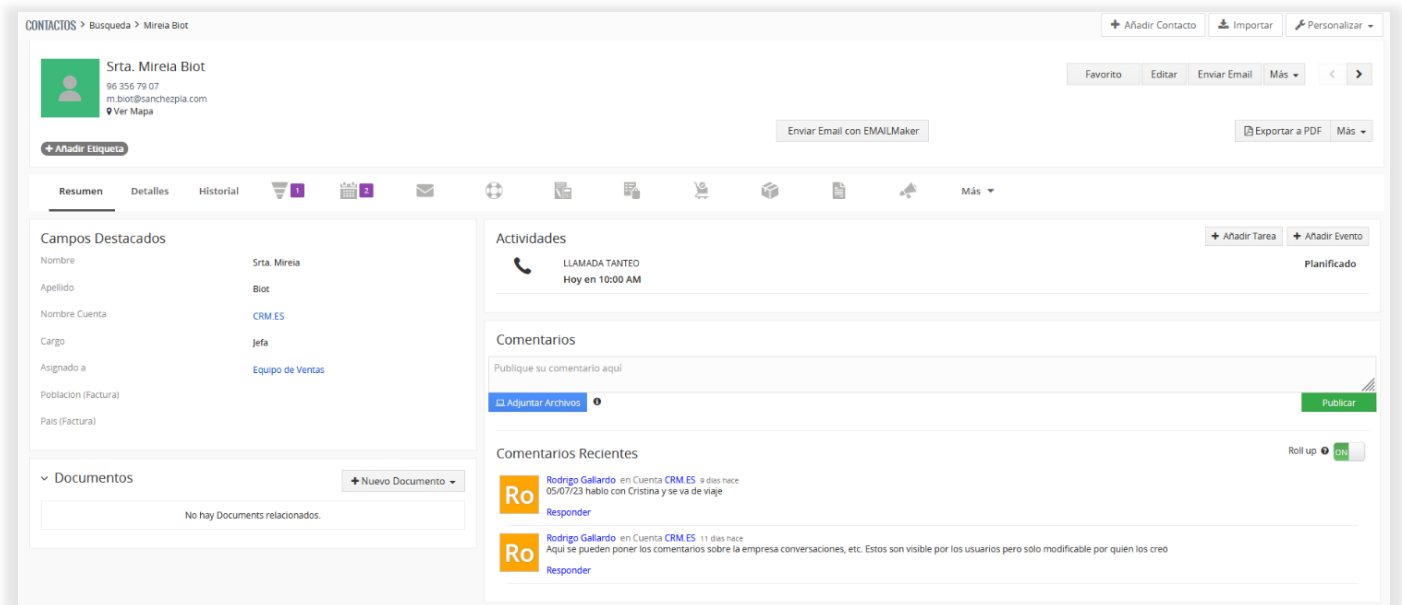 CONTACTOS > Búsqueda > Mireia Biot
+ Añadir Contacto
Importar
Personalizar
Srta. Mireia Biot
96 356 79 07
m.biot@sanchezpla.com
Ver Mapa
+ Añadir Etiqueta
Favorito
Editar
Enviar Email
Más
Enviar Email con EMAILMaker
Exportar a PDF
Más
Resumen
Detalles
Historial
1
2
Más
Campos Destacados
Nombre
Srta. Mireia
Apellido
Biot
Nombre Cuenta
CRM.ES
Cargo
Jefa
Asignado a
Equipo de Ventas
Poblacion (Factura)
Pais (Factura)
Documentos
+ Nuevo Documento
No hay Documents relacionados.
Actividades
+ Añadir Tarea
+ Añadir Evento
LLAMADA TANTEO
Planificado
Hoy en 10:00 AM
Comentarios
Publique su comentario aquí
Adjuntar Archivos
Publicar
Comentarios Recientes
Roll up
ON
Ro
Rodrigo Gallardo en Cuenta CRM.ES 9 dias hace
05/07/23 hablo con Cristina y se va de viaje
Responder
Ro
Rodrigo Gallardo en Cuenta CRM.ES 11 dias hace
Aqui se pueden poner los comentarios sobre la empresa conversaciones, etc. Estos son visible por los usuarios pero sólo modificable por quién los creó
Responder